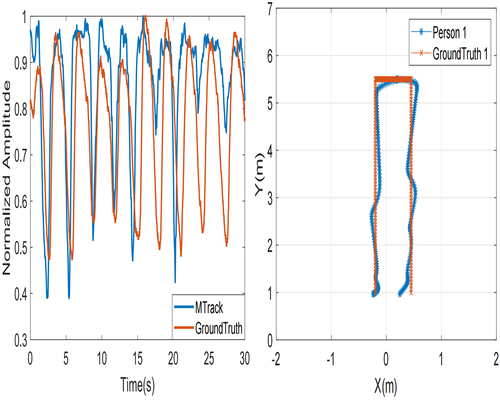 1
0.9
0.8
0.7
0.6
0.5
0.4
0.3
Normalized Amplitude
0 5 10 15 20 25 30
Time(s)
MTrack
GroundTruth
7
6
5
4
3
2
1
0
Y(m)
-2 -1 0 1 2
X(m)
Person 1
GroundTruth 1